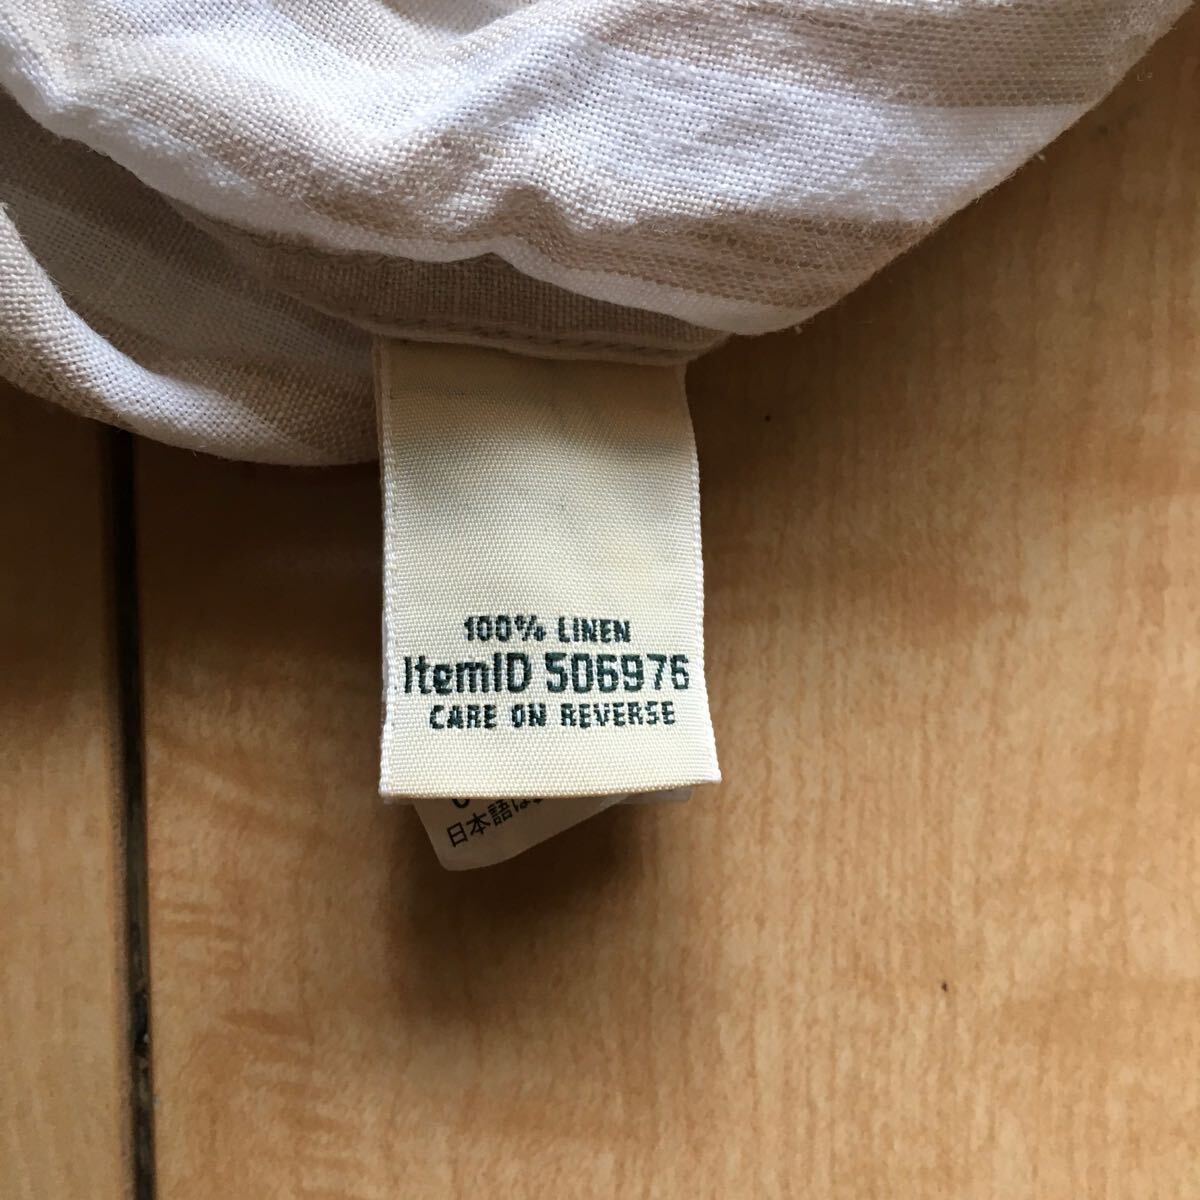 100% LINEN
ItemID 506976
CARE ON REVERSE
日本語は